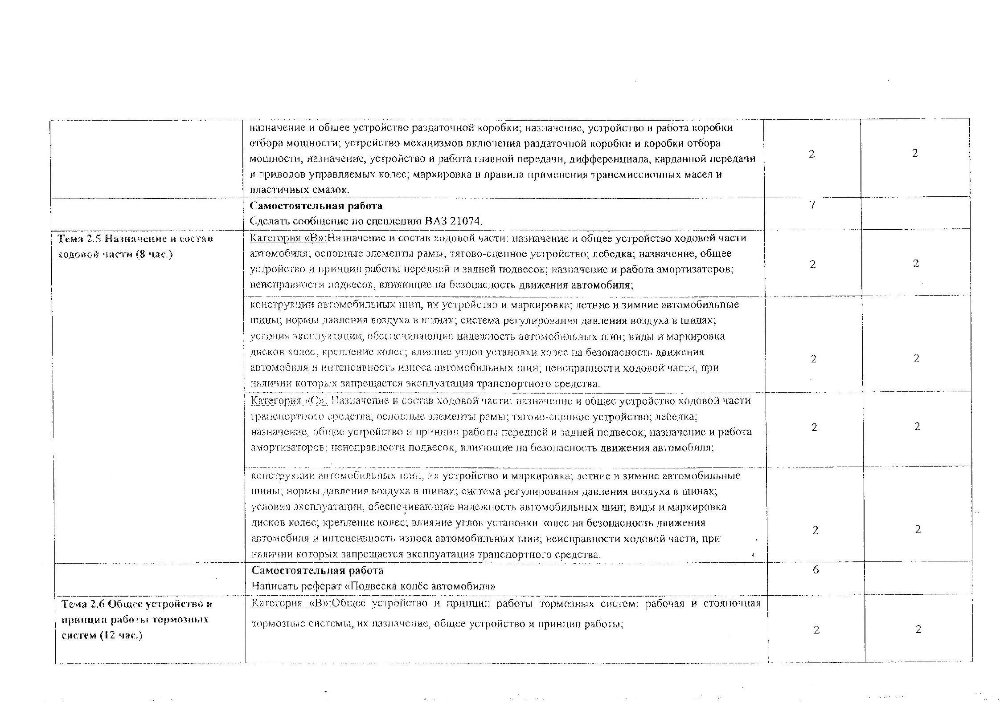 назначение и общее устройство раздаточной коробки; назначение, устройство и работа коробки
отбора мощности; устройство механизмов включения раздаточной коробки и коробки отбора
мощности; назначение, устройство и работа главной передачи, дифференциала, карданной передачи
и приводов управляемых колес; маркировка и правила применения трансмиссионных масел и
пластичных смазок.
2
2
Самостоятельная работа
Сделать сообщение по сцеплению ВАЗ 21074.
7
Тема 2.5 Назначение и состав
ходовой части (8 час.)
Категория «В»:Назначение и состав ходовой части: назначение и общее устройство ходовой части
автомобиля; основные элементы рамы; тягово-сцепное устройство; лебедка; назначение, общее
устройство и принцип работы передней и задней подвесок; назначение и работа амортизаторов;
неисправности подвесок, влияющие на безопасность движения автомобиля;
2
2
конструкции автомобильных шин, их устройство и маркировка; летние и зимние автомобильные
шины; нормы давления воздуха в шинах; система регулирования давления воздуха в шинах;
условия эксплуатации, обеспечивающие надежность автомобильных шин; виды и маркировка
дисков колес; крепление колес; влияние углов установки колес на безопасность движения
автомобиля и интенсивность износа автомобильных шин; неисправности ходовой части, при
наличии которых запрещается эксплуатация транспортного средства.
2
2
Категория «С»: Назначение и состав ходовой части: назначение и общее устройство ходовой части
транспортного средства; основные элементы рамы; тягово-сцепное устройство; лебедка;
назначение, общее устройство и принцип работы передней и задней подвесок; назначение и работа
амортизаторов; неисправности подвесок, влияющие на безопасность движения автомобиля;
2
2
конструкции автомобильных шин, их устройство и маркировка; летние и зимние автомобильные
шины; нормы давления воздуха в шинах; система регулирования давления воздуха в шинах;
условия эксплуатации, обеспечивающие надежность автомобильных шин; виды и маркировка
дисков колес; крепление колес; влияние углов установки колес на безопасность движения
автомобиля и интенсивность износа автомобильных шин; неисправности ходовой части, при
наличии которых запрещается эксплуатация транспортного средства.
2
2
Самостоятельная работа
Написать реферат «Подвеска колёс автомобиля»
6
Тема 2.6 Общее устройство и
принцип работы тормозных
систем (12 час.)
Категория «В»:Общее устройство и принцип работы тормозных систем: рабочая и стояночная
тормозные системы, их назначение, общее устройство и принцип работы;
2
2